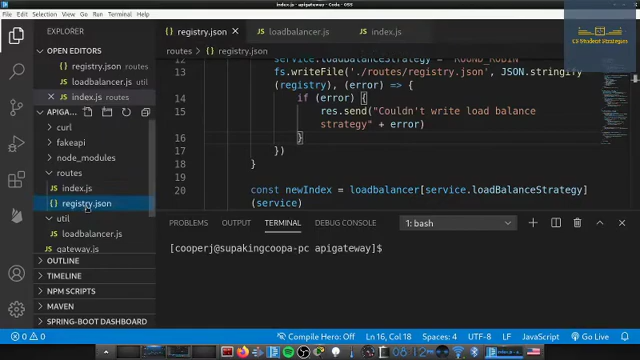 index.js - apigateway - Code - OSS
File Edit Selection View Go Run Terminal Help
CS Student Strategies
EXPLORER
OPEN EDITORS
registry.json routes
loadbalancer.js util
index.js routes
APIGA...
curl
fakeapi
node_modules
routes
index.js
registry.json
util
loadbalancer.js
gateway.js
OUTLINE
TIMELINE
NPM SCRIPTS
MAVEN
SPRING-BOOT DASHBOARD
registry.json
loadbalancer.js
index.js
routes > registry.json
12 service.loadBalanceStrategy = 'ROUND_ROBIN'
13 fs.writeFile('./routes/registry.json', JSON.stringify
(registry), (error) => {
14 if (error) {
15 res.send("Couldn't write load balance
strategy" + error)
16 }
17 })
18 }
19
20 const newIndex = loadbalancer[service.loadBalanceStrategy]
(service)
PROBLEMS OUTPUT TERMINAL DEBUG CONSOLE
1: bash
[cooperj@supakingcoopa-pc apigateway]$
0 0
Compile Hero: Off
Ln 16, Col 18
Spaces: 4
UTF-8
LF
JavaScript
Go Live